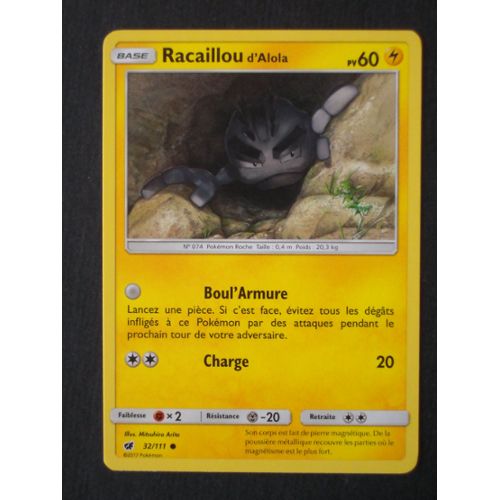 BASE Racaillou d'Alola PV60
N° 074 Pokémon Roche Taille : 0,4 m Poids : 20,3 kg
Boul'Armure
Lancez une pièce. Si c'est face, évitez tous les dégâts
infligés à ce Pokémon par des attaques pendant le
prochain tour de votre adversaire.
Charge 20
Faiblesse ×2 Résistance -20 Retraite
Illus. Mitsuhiro Arita
32/111
©2017 Pokémon
Son corps est fait de pierre magnétique. De la
poussière métallique recouvre les parties où le
magnétisme est le plus fort.